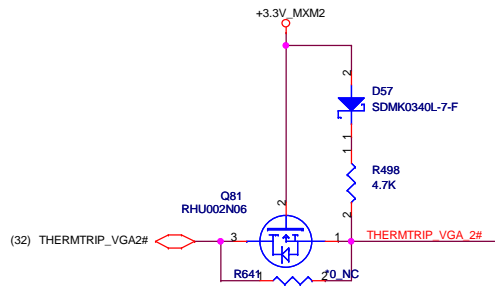 +3.3V_MXM2
2
D57
SDMK0340L-7-F
1
1
R498
4.7K
Q81
RHU002N06
2
2
(32) THERMTRIP_VGA2#
3
1
THERMTRIP_VGA_2#
R641
1
2
*0_NC